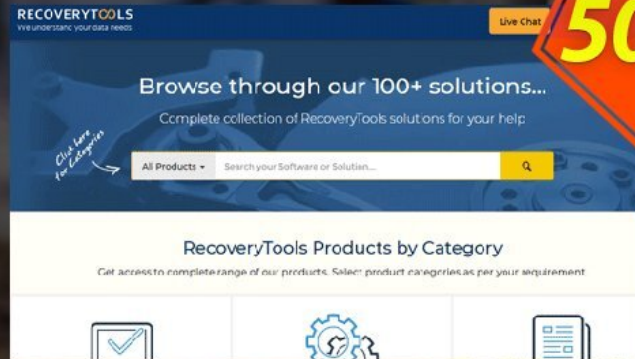 RECOVERYTOOLS
We understand your data needs
Live Chat
50
Browse through our 100+ solutions...
Complete collection of RecoveryTools solutions for your help
Click here
for Categories
All Products
Search your Software or Solution...
RecoveryTools Products by Category
Get access to complete range of our products. Select product categories as per your requirement